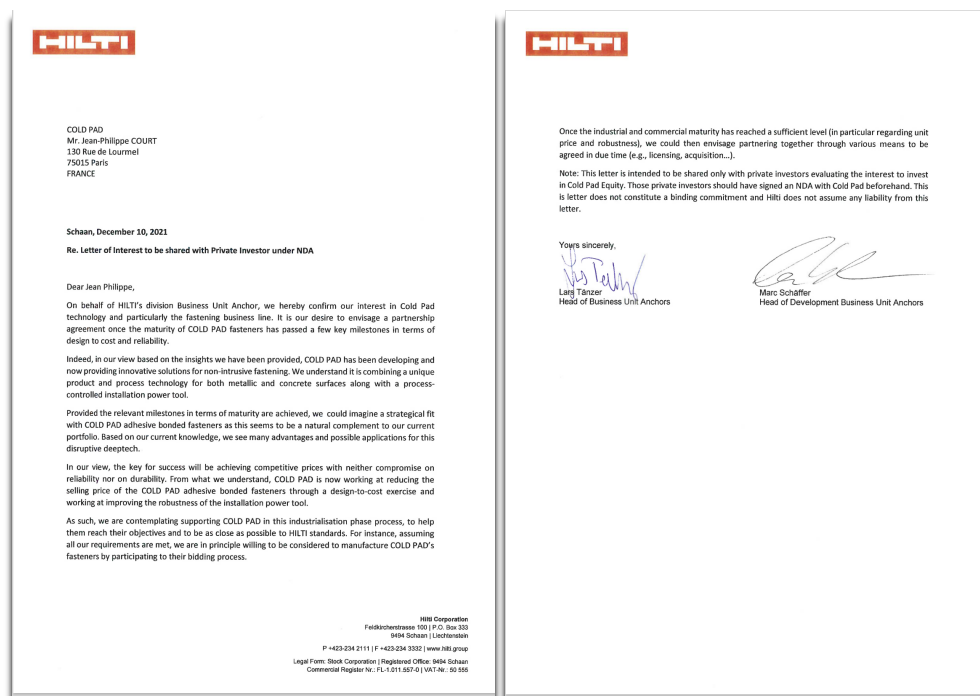 HILTI
COLD PAD
Mr. Jean-Philippe COURT
130 Rue de Lourmel
75015 Paris
FRANCE
Schaan, December 10, 2021
Re. Letter of Interest to be shared with Private Investor under NDA
Dear Jean Philippe,
On behalf of HILTI's division Business Unit Anchor, we hereby confirm our interest in Cold Pad
technology and particularly the fastening business line. It is our desire to envisage a partnership
agreement once the maturity of COLD PAD fasteners has passed a few key milestones in terms of
design to cost and reliability.
Indeed, in our view based on the insights we have been provided, COLD PAD has been developing and
now providing innovative solutions for non-intrusive fastening. We understand it is combining a unique
product and process technology for both metallic and concrete surfaces along with a process-
controlled installation power tool.
Provided the relevant milestones in terms of maturity are achieved, we could imagine a strategical fit
with COLD PAD adhesive bonded fasteners as this seems to be a natural complement to our current
portfolio. Based on our current knowledge, we see many advantages and possible applications for this
disruptive deeptech.
In our view, the key for success will be achieving competitive prices with neither compromise on
reliability nor on durability. From what we understand, COLD PAD is now working at reducing the
selling price of the COLD PAD adhesive bonded fasteners through a design-to-cost exercise and
working at improving the robustness of the installation power tool.
As such, we are contemplating supporting COLD PAD in this industrialisation phase process, to help
them reach their objectives and to be as close as possible to HILTI standards. For instance, assuming
all our requirements are met, we are in principle willing to be considered to manufacture COLD PAD's
fasteners by participating to their bidding process.
Hilti Corporation
Feldkircherstrasse 100 | P.O. Box 333
9494 Schaan | Liechtenstein
P +423-234 2111 | F +423-234 3332 | www.hilti.group
Legal Form: Stock Corporation | Registered Office: 9494 Schaan
Commercial Register Nr.: FL-1.011.557-0 | VAT-Nr.: 50 555
HILTI
Once the industrial and commercial maturity has reached a sufficient level (in particular regarding unit
price and robustness), we could then envisage partnering together through various means to be
agreed in due time (e.g., licensing, acquisition...).
Note: This letter is intended to be shared only with private investors evaluating the interest to invest
in Cold Pad Equity. Those private investors should have signed an NDA with Cold Pad beforehand. This
is letter does not constitute a binding commitment and Hilti does not assume any liability from this
letter.
Yours sincerely,
Lars Tänzer
Head of Business Unit Anchors
Marc Schäffer
Head of Development Business Unit Anchors